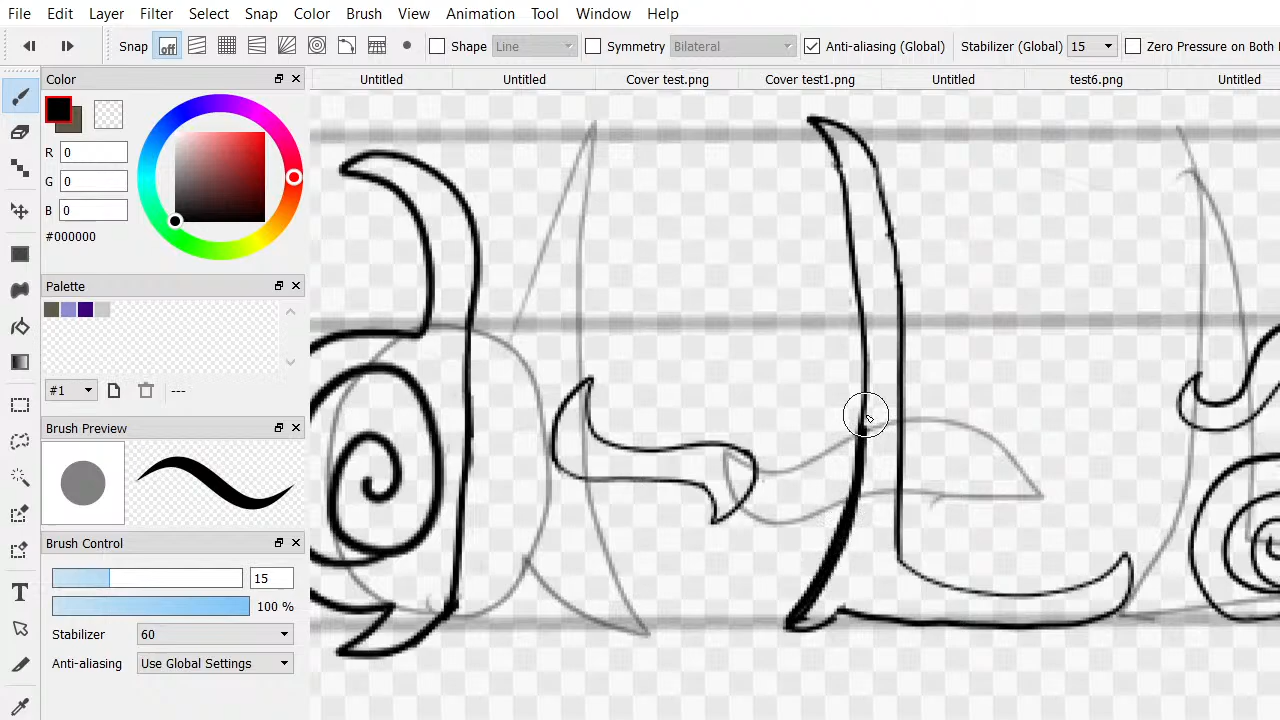 File Edit Layer Filter Select Snap Color Brush View Animation Tool Window Help
Snap off Shape Line Symmetry Bilateral Anti-aliasing (Global) Stabilizer (Global) 15 Zero Pressure on Both
Color
Untitled Untitled Cover test.png Cover test1.png Untitled test6.png Untitled
R 0
G 0
B 0
#000000
Palette
#1 ---
Brush Preview
Brush Control
15
100 %
Stabilizer 60
Anti-aliasing Use Global Settings
T
L